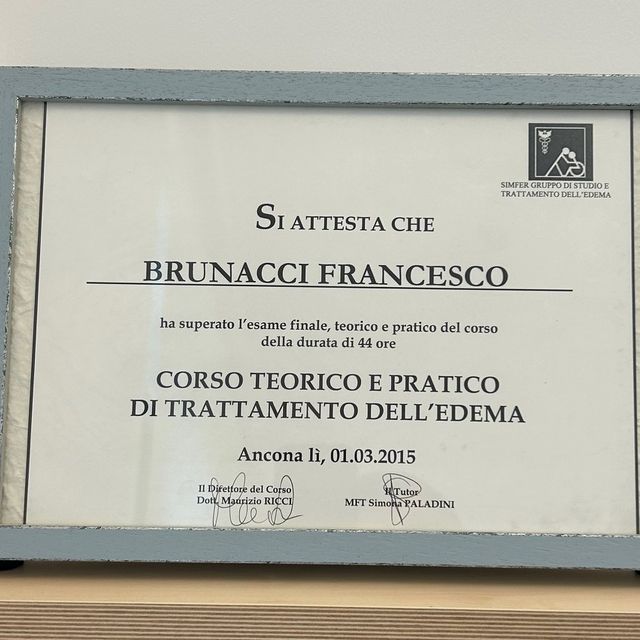 SIMFER GRUPPO DI STUDIO E
TRATTAMENTO DELL'EDEMA
SI ATTESTA CHE
BRUNACCI FRANCESCO
ha superato l'esame finale, teorico e pratico del corso
della durata di 44 ore
CORSO TEORICO E PRATICO
DI TRATTAMENTO DELL'EDEMA
Ancona lì, 01.03.2015
Il Direttore del Corso
Dott. Maurizio RICCI
Il Tutor
MFT Simona PALADINI